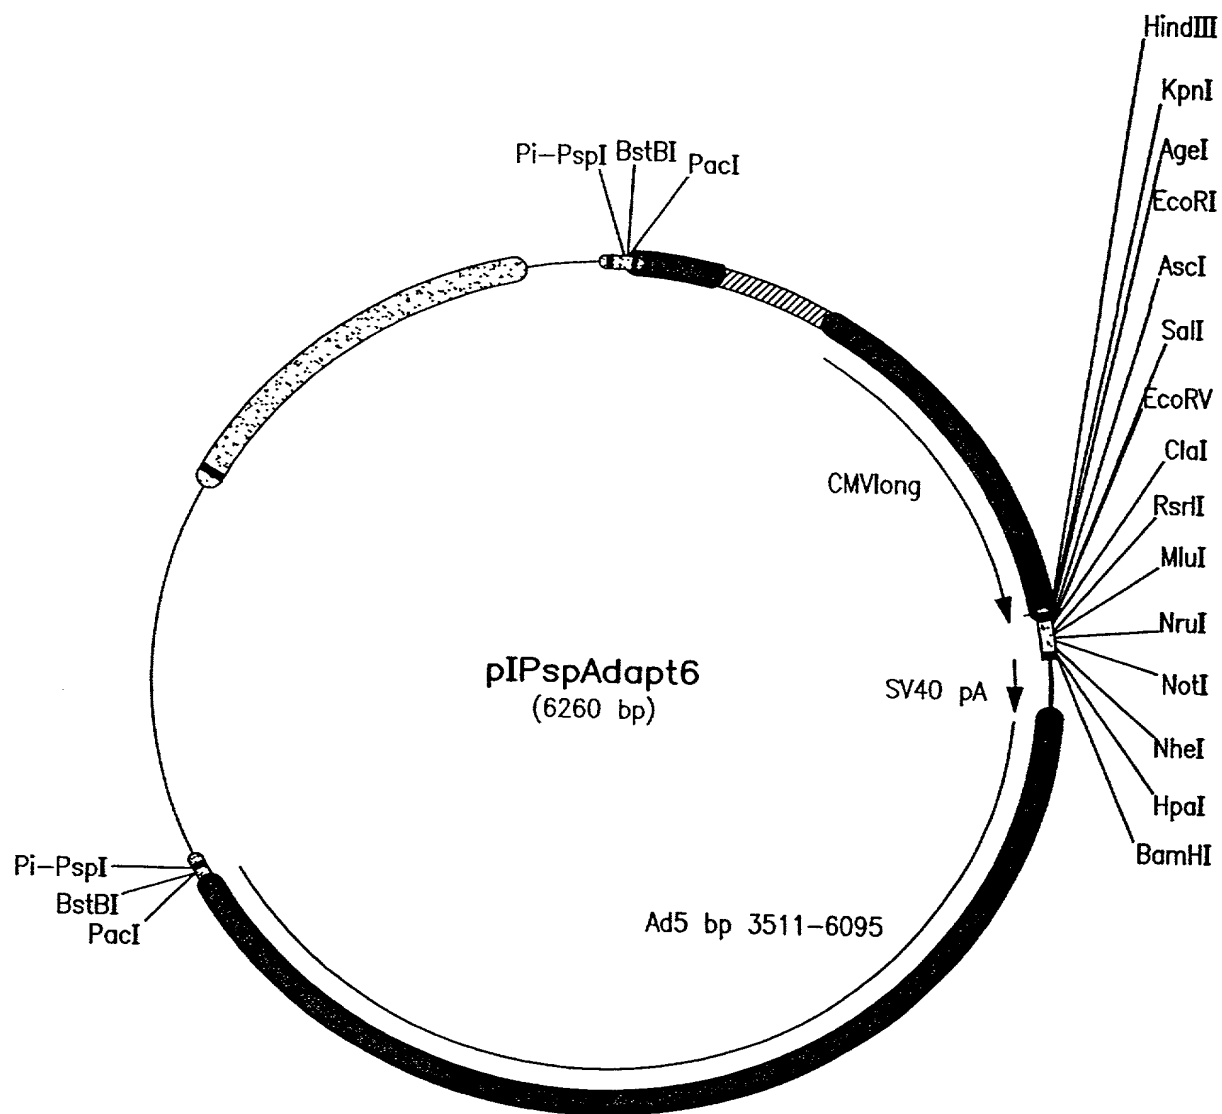 HindIII
KpnI
AgeI
EcoRI
AscI
SalI
EcoRV
ClaI
RsrII
MluI
NruI
NotI
NheI
HpaI
BamHI
Pi-PspI
BstBI
PacI
CMVlong
pIPspAdapt6
(6260 bp)
SV40 pA
Ad5 bp 3511-6095
Pi-PspI
BstBI
PacI